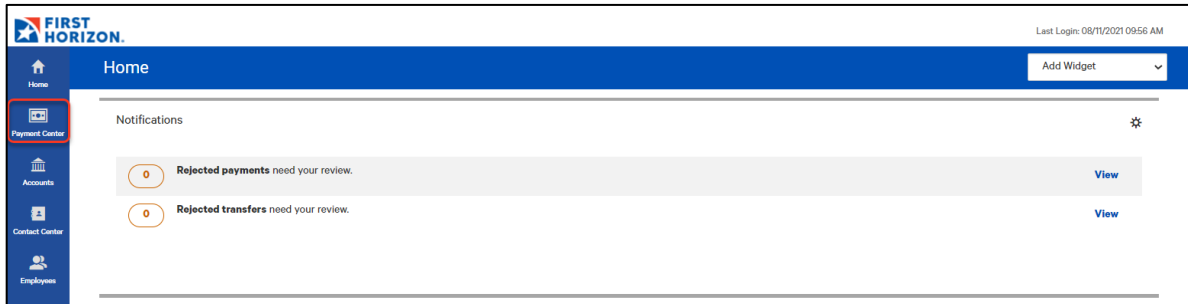 FIRST
HORIZON.
Last Login: 08/11/2021 09:56 AM
Home
Home
Add Widget
Payment Center
Notifications
Accounts
0 Rejected payments need your review. View
Contact Center
0 Rejected transfers need your review. View
Employees